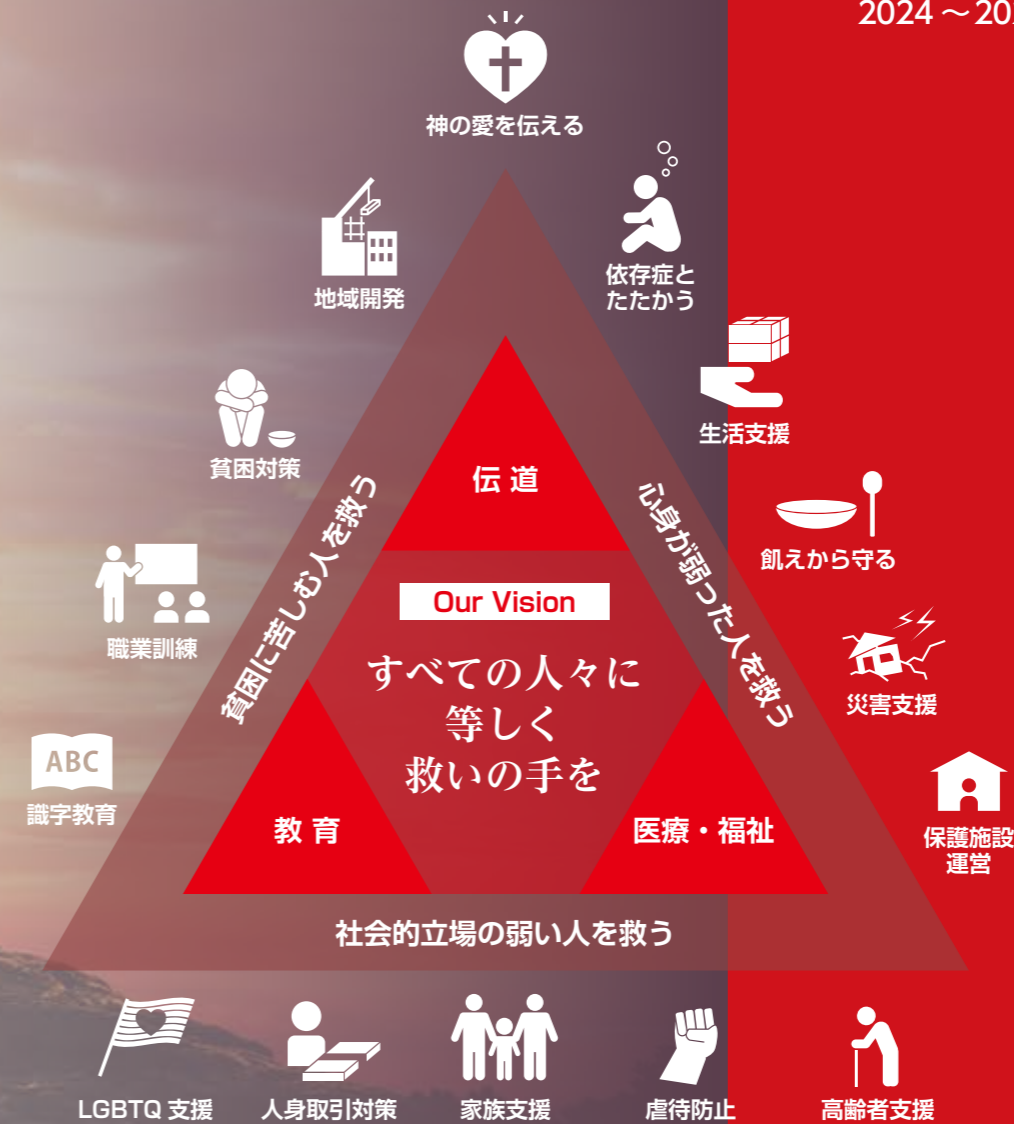 2024 ～20
神の愛を伝える
地域開発
依存症と
たたかう
生活支援
貧困対策
飢えから守る
職業訓練
災害支援
識字教育
ABC
保護施設
運営
貧困に苦しむ人を救う
心身が弱った人を救う
伝 道
Our Vision
すべての人々に
等しく
救いの手を
教 育
医療・福祉
社会的立場の弱い人を救う
LGBTQ 支援
人身取引対策
家族支援
虐待防止
高齢者支援